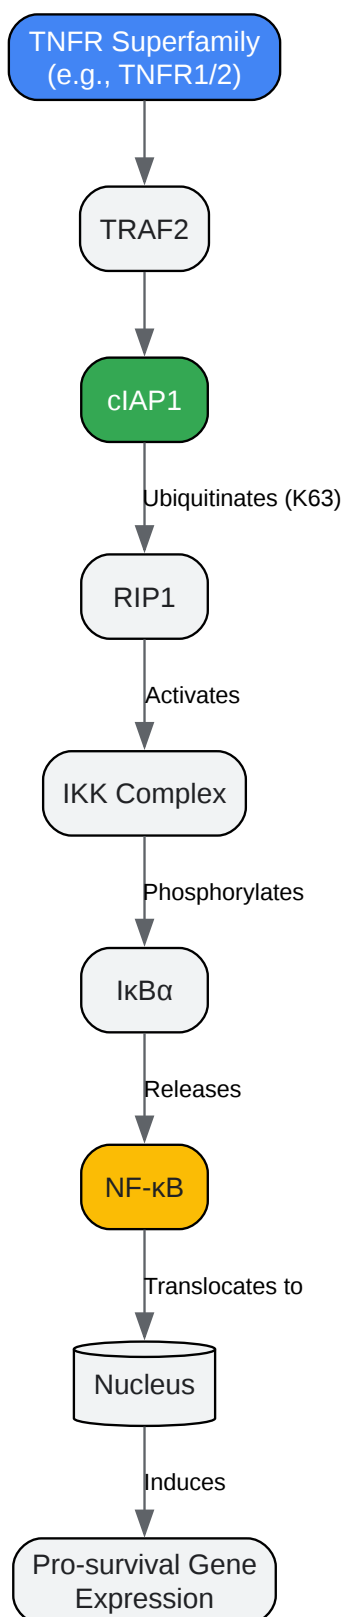 TNFR Superfamily
(e.g., TNFR1/2)
TRAF2
cIAP1
Ubiquitinates (K63)
RIP1
Activates
IKK Complex
Phosphorylates
IκBα
Releases
NF-κB
Translocates to
Nucleus
Induces
Pro-survival Gene
Expression